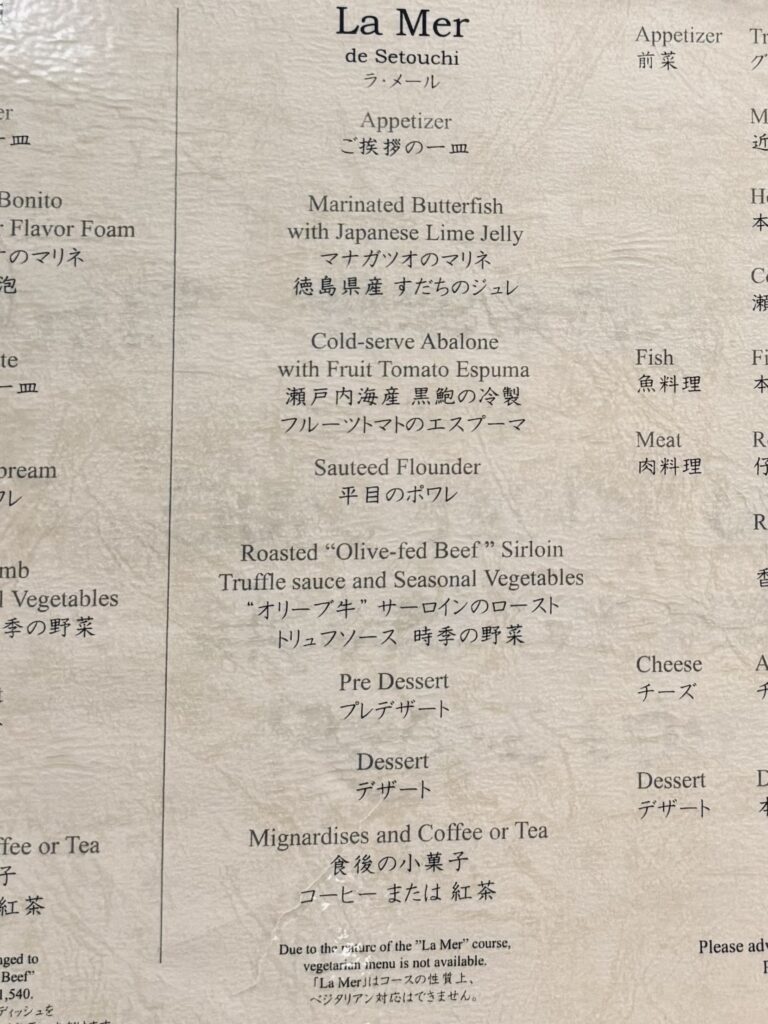 Bonito
Flavor Foam
のマリネ
泡
一皿
bream
Vegetables
季の野菜
or Tea
子
紅茶
to
Beef”
1,540.
La Mer
de Setouchi
ラ・メール
Appetizer
ご挨拶の一皿
Marinated Butterfish
with Japanese Lime Jelly
マナガツオのマリネ
徳島県産 すだちのジュレ
Cold-serve Abalone
with Fruit Tomato Espuma
瀬戸内海産 黒鮑の冷製
フルーツトマトのエスプーマ
Sauteed Flounder
平目のポワレ
Roasted “Olive-fed Beef” Sirloin
Truffle sauce and Seasonal Vegetables
“オリーブ牛” サーロインのロースト
トリュフソース 時季の野菜
Pre Dessert
プレデザート
Dessert
デザート
Mignardises and Coffee or Tea
食後の小菓子
コーヒー または 紅茶
Due to the nature of the "La Mer" course,
vegetarian menu is not available.
「La Mer」はコースの性質上、
ベジタリアン対応はできません。
Appetizer
前菜
Fish
魚料理
Meat
肉料理
Cheese
チーズ
Dessert
デザート
Please